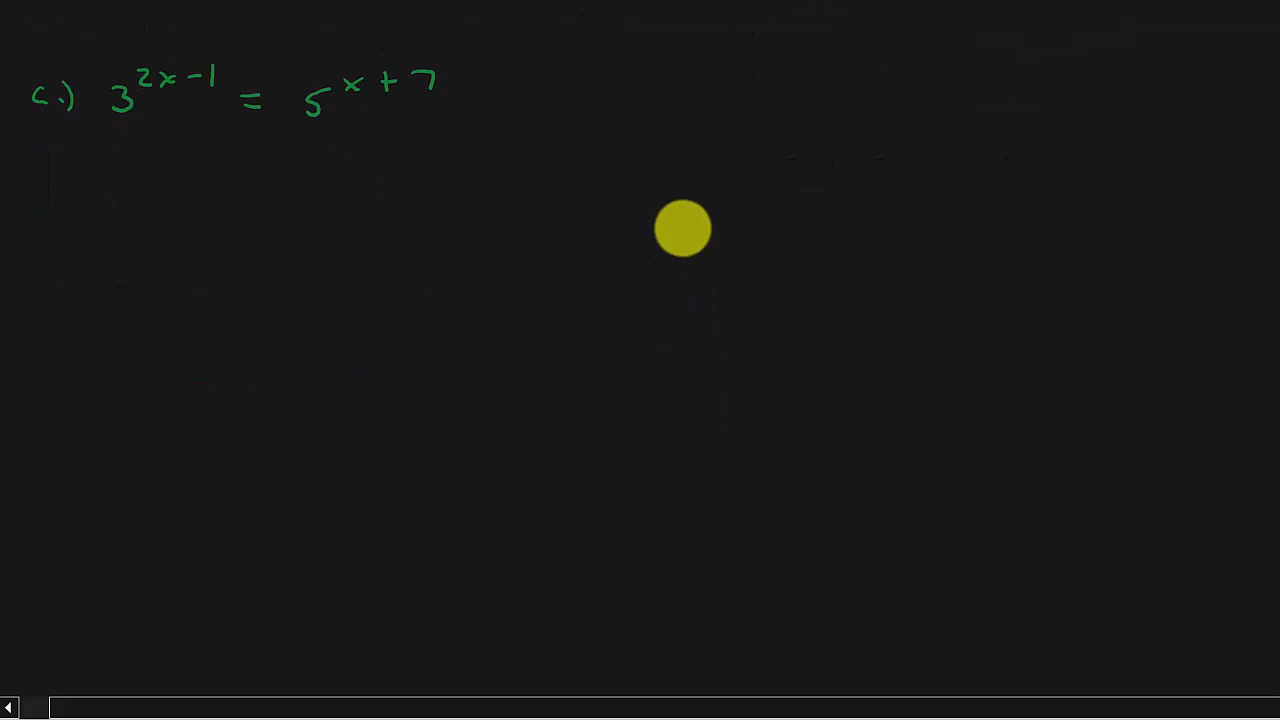 c.) 3^{2x-1} = 5^{x+7}